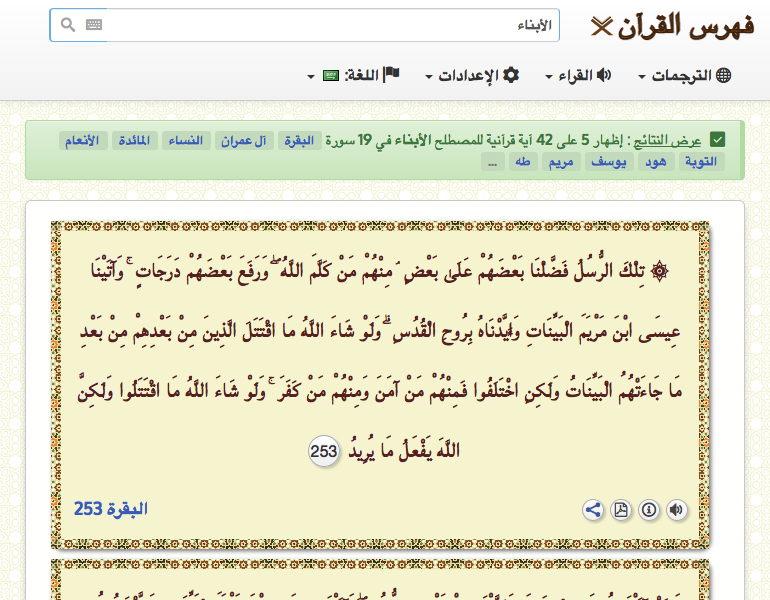 فهرس القرآن
الأبناء
الترجمات القراء الإعدادات اللغة:
عرض النتائج : إظهار 5 على 42 آية قرآنية للمصطلح الأبناء في 19 سورة البقرة آل عمران النساء المائدة الأنعام
التوبة هود يوسف مريم طه ...
۞ تِلْكَ الرُّسُلُ فَضَّلْنَا بَعْضَهُمْ عَلَىٰ بَعْضٍ ۘ مِنْهُمْ مَنْ كَلَّمَ اللَّهُ ۖ وَرَفَعَ بَعْضَهُمْ دَرَجَاتٍ ۚ وَآتَيْنَا
عِيسَى ابْنَ مَرْيَمَ الْبَيِّنَاتِ وَأَيَّدْنَاهُ بِرُوحِ الْقُدُسِ ۗ وَلَوْ شَاءَ اللَّهُ مَا اقْتَتَلَ الَّذِينَ مِنْ بَعْدِهِمْ مِنْ بَعْدِ
مَا جَاءَتْهُمُ الْبَيِّنَاتُ وَلَٰكِنِ اخْتَلَفُوا فَمِنْهُمْ مَنْ آمَنَ وَمِنْهُمْ مَنْ كَفَرَ ۚ وَلَوْ شَاءَ اللَّهُ مَا اقْتَتَلُوا وَلَٰكِنَّ
اللَّهَ يَفْعَلُ مَا يُرِيدُ 253
البقرة 253